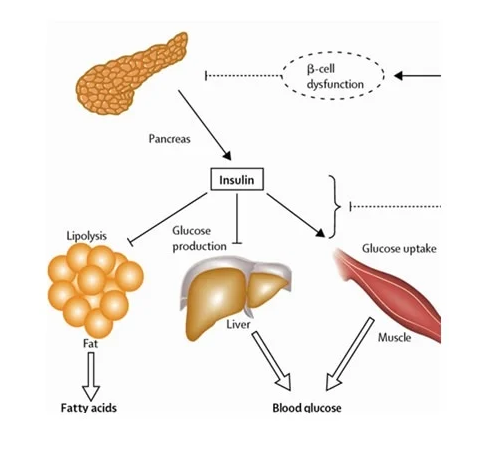 β-cell
dysfunction
Pancreas
Insulin
Lipolysis
Glucose
production
Glucose uptake
Liver
Muscle
Fat
Fatty acids
Blood glucose